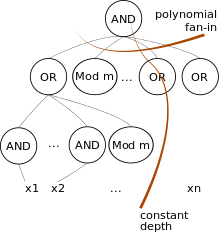 AND
polynomial
fan-in
OR Mod m ... OR OR
AND ... AND Mod m
x1 x2 ... xn
constant
depth